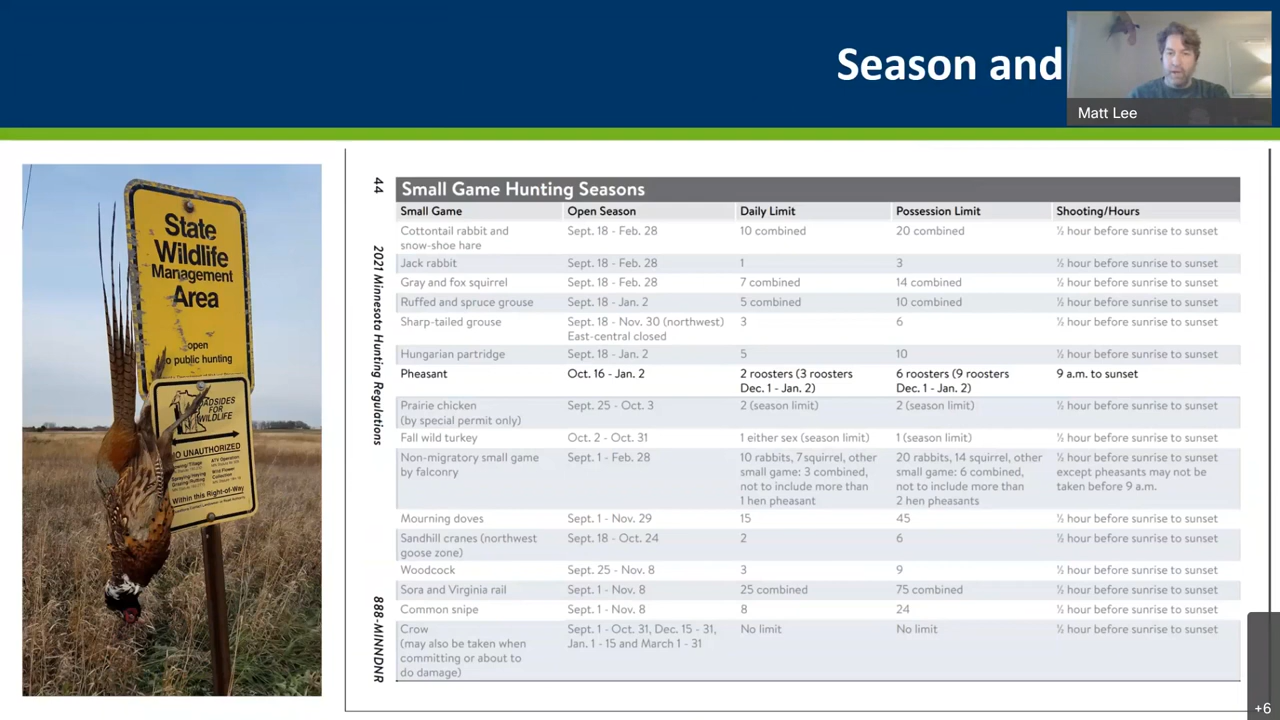 Season and
Matt Lee
State
Wildlife
Management
Area
open
o public hunting
ROADSIDES
FOR
WILDLIFE
NO UNAUTHORIZED
Within this Right-of-Way
44
2021 Minnesota Hunting Regulations
888-MINNDNR
Small Game Hunting Seasons
Small Game Open Season Daily Limit Possession Limit Shooting/Hours
Cottontail rabbit and Sept. 18 - Feb. 28 10 combined 20 combined ½ hour before sunrise to sunset
snow-shoe hare
Jack rabbit Sept. 18 - Feb. 28 1 3 ½ hour before sunrise to sunset
Gray and fox squirrel Sept. 18 - Feb. 28 7 combined 14 combined ½ hour before sunrise to sunset
Ruffed and spruce grouse Sept. 18 - Jan. 2 5 combined 10 combined ½ hour before sunrise to sunset
Sharp-tailed grouse Sept. 18 - Nov. 30 (northwest) 3 6 ½ hour before sunrise to sunset
East-central closed
Hungarian partridge Sept. 18 - Jan. 2 5 10 ½ hour before sunrise to sunset
Pheasant Oct. 16 - Jan. 2 2 roosters (3 roosters 6 roosters (9 roosters 9 a.m. to sunset
Dec. 1 - Jan. 2) Dec. 1 - Jan. 2)
Prairie chicken Sept. 25 - Oct. 3 2 (season limit) 2 (season limit) ½ hour before sunrise to sunset
(by special permit only)
Fall wild turkey Oct. 2 - Oct. 31 1 either sex (season limit) 1 (season limit) ½ hour before sunrise to sunset
Non-migratory small game Sept. 1 - Feb. 28 10 rabbits, 7 squirrel, other 20 rabbits, 14 squirrel, other ½ hour before sunrise to sunset
by falconry small game: 3 combined, small game: 6 combined, except pheasants may not be
not to include more than not to include more than taken before 9 a.m.
1 hen pheasant 2 hen pheasants
Mourning doves Sept. 1 - Nov. 29 15 45 ½ hour before sunrise to sunset
Sandhill cranes (northwest Sept. 18 - Oct. 24 2 6 ½ hour before sunrise to sunset
goose zone)
Woodcock Sept. 25 - Nov. 8 3 9 ½ hour before sunrise to sunset
Sora and Virginia rail Sept. 1 - Nov. 8 25 combined 75 combined ½ hour before sunrise to sunset
Common snipe Sept. 1 - Nov. 8 8 24 ½ hour before sunrise to sunset
Crow Sept. 1 - Oct. 31, Dec. 15 - 31, No limit No limit ½ hour before sunrise to sunset
(may also be taken when Jan. 1 - 15 and March 1 - 31
committing or about to
do damage)
+6